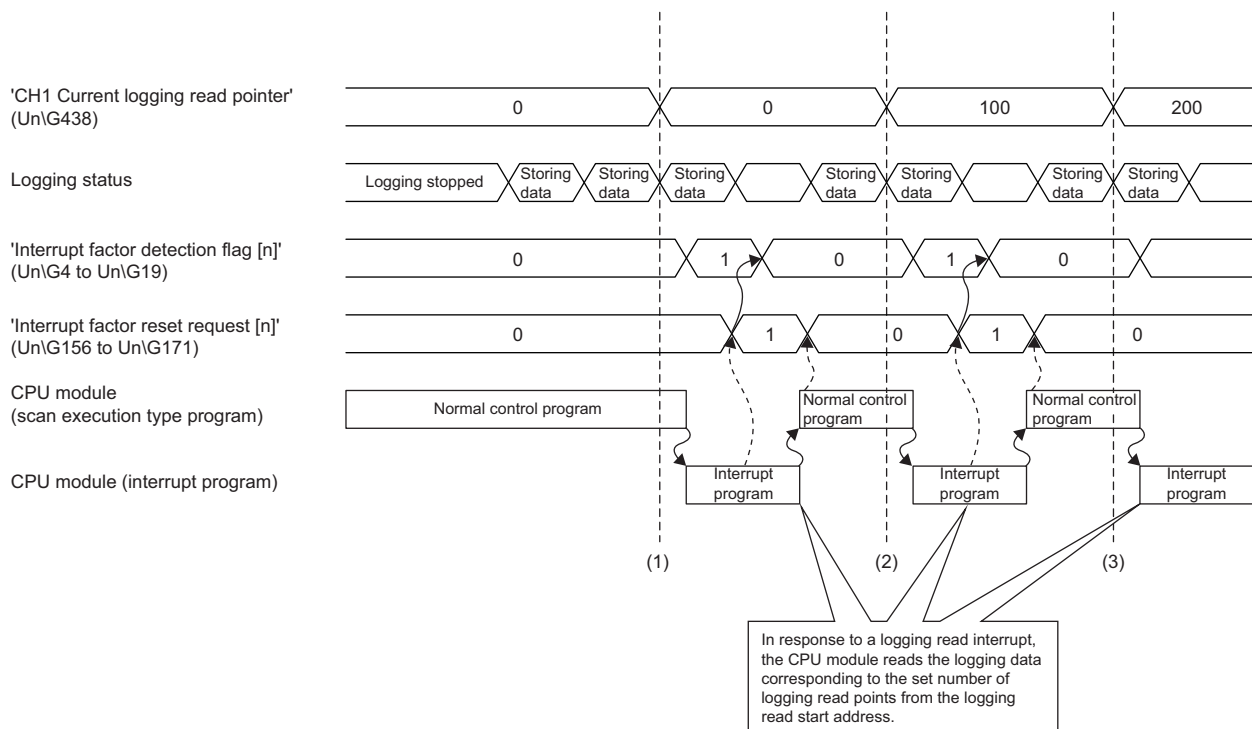 'CH1 Current logging read pointer'
(Un\G438)
0
0
100
200
Logging status
Logging stopped
Storing
data
Storing
data
Storing
data
Storing
data
Storing
data
Storing
data
Storing
data
'Interrupt factor detection flag [n]'
(Un\G4 to Un\G19)
0
1
0
1
0
'Interrupt factor reset request [n]'
(Un\G156 to Un\G171)
0
1
0
1
0
CPU module
(scan execution type program)
Normal control program
Normal control
program
Normal control
program
CPU module (interrupt program)
Interrupt
program
Interrupt
program
Interrupt
program
(1)
(2)
(3)
In response to a logging read interrupt,
the CPU module reads the logging data
corresponding to the set number of
logging read points from the logging
read start address.